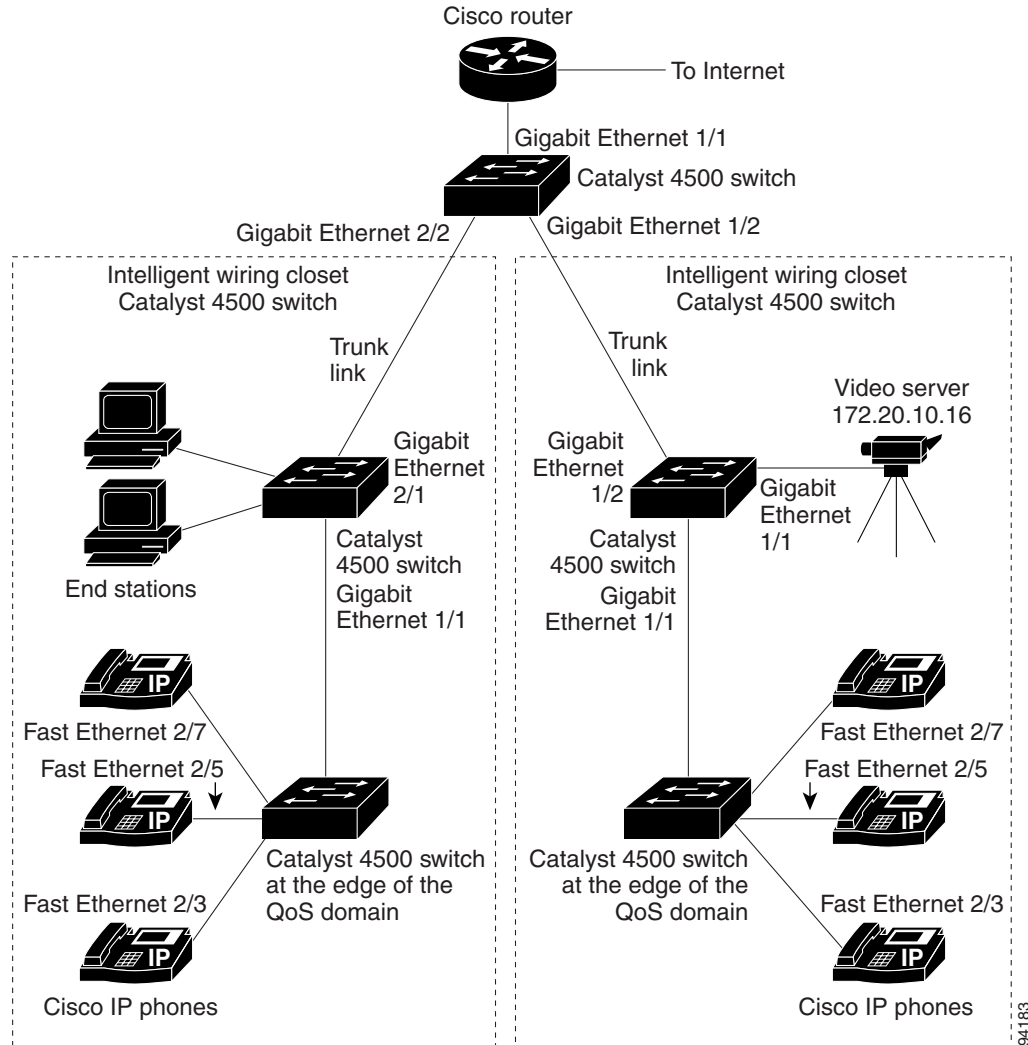 Cisco router
To Internet
Gigabit Ethernet 1/1
Catalyst 4500 switch
Gigabit Ethernet 2/2
Gigabit Ethernet 1/2
Intelligent wiring closet
Catalyst 4500 switch
Trunk
link
Gigabit
Ethernet
2/1
End stations
Catalyst
4500 switch
Gigabit
Ethernet 1/1
IP
Fast Ethernet 2/7
Fast Ethernet 2/5
IP
Fast Ethernet 2/3
IP
Cisco IP phones
Catalyst 4500 switch
at the edge of the
QoS domain
Intelligent wiring closet
Catalyst 4500 switch
Trunk
link
Video server
172.20.10.16
Gigabit
Ethernet
1/2
Gigabit
Ethernet
1/1
Catalyst
4500 switch
Gigabit
Ethernet 1/1
IP
Fast Ethernet 2/7
Fast Ethernet 2/5
IP
Catalyst 4500 switch
at the edge of the
QoS domain
Fast Ethernet 2/3
IP
Cisco IP phones
94183